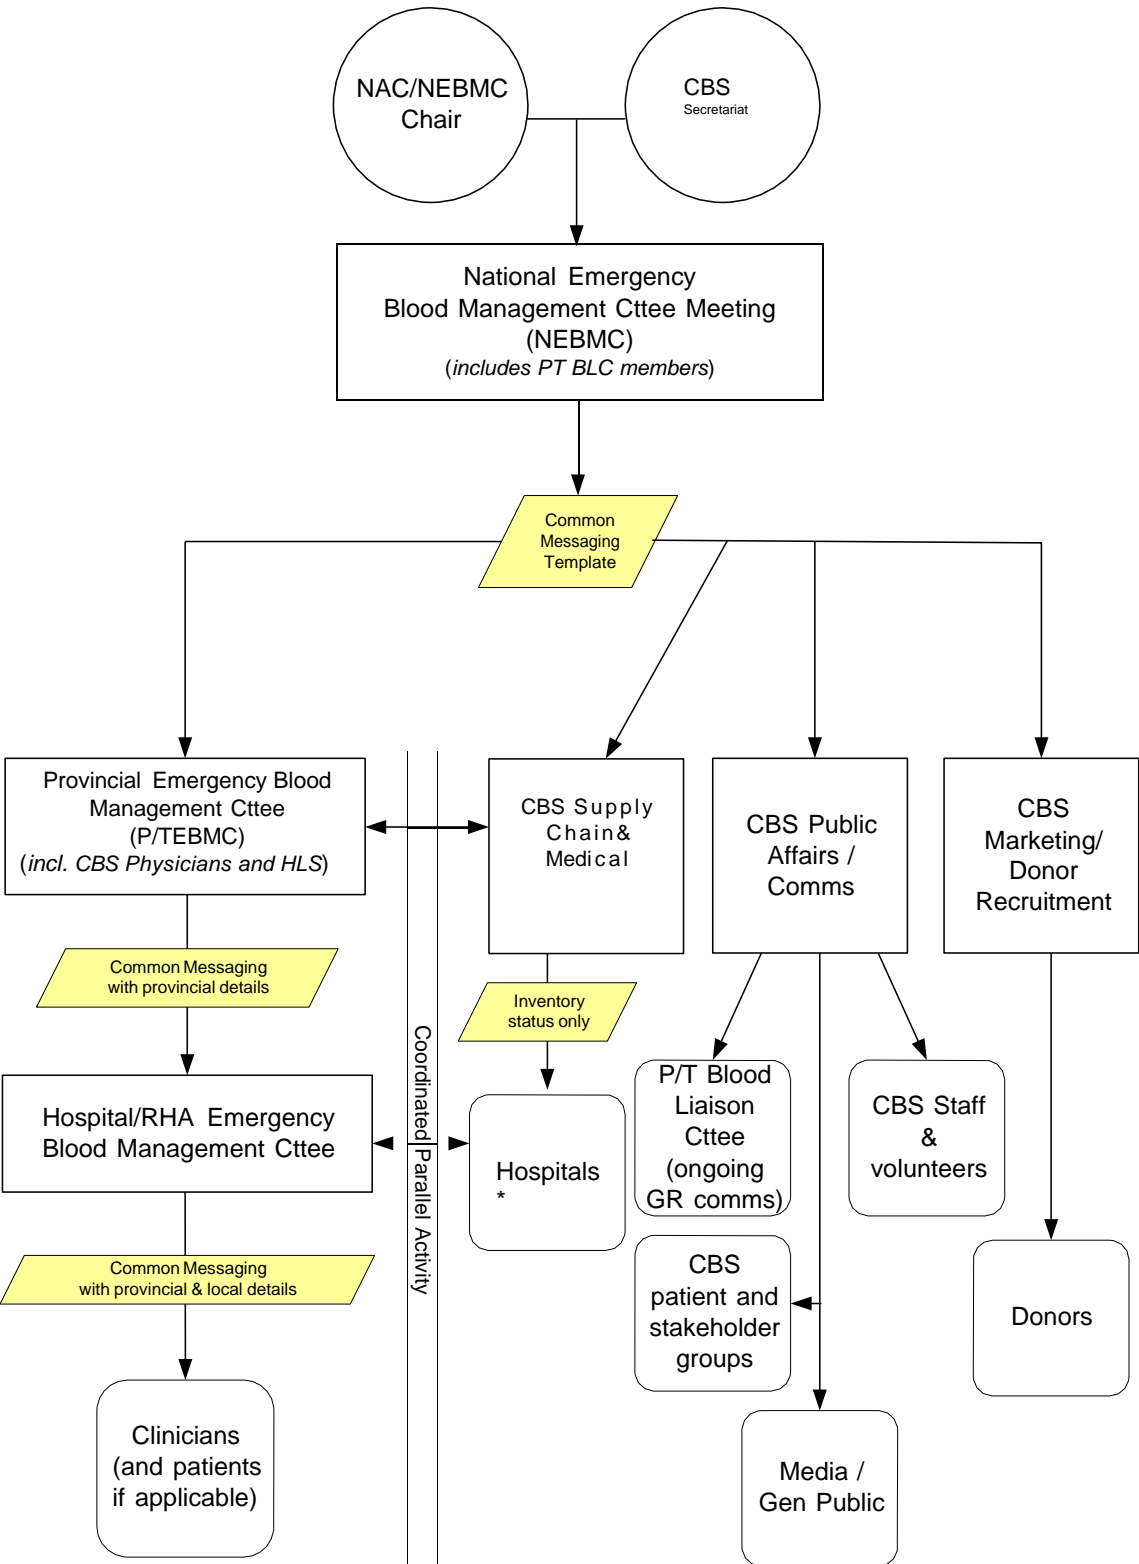 NAC/NEBMC
Chair
CBS
Secretariat
National Emergency
Blood Management Cttee Meeting
(NEBMC)
(includes PT BLC members)
Common
Messaging
Template
Provincial Emergency Blood
Management Cttee
(P/TEBMC)
(incl. CBS Physicians and HLS)
CBS Supply
Chain&
Medical
CBS Public
Affairs /
Comms
CBS
Marketing/
Donor
Recruitment
Common Messaging
with provincial details
Inventory
status only
Coordinated Parallel Activity
Hospital/RHA Emergency
Blood Management Cttee
Hospitals
*
P/T Blood
Liaison
Cttee
(ongoing
GR comms)
CBS Staff
&
volunteers
Common Messaging
with provincial & local details
CBS
patient and
stakeholder
groups
Donors
Clinicians
(and patients
if applicable)
Media /
Gen Public